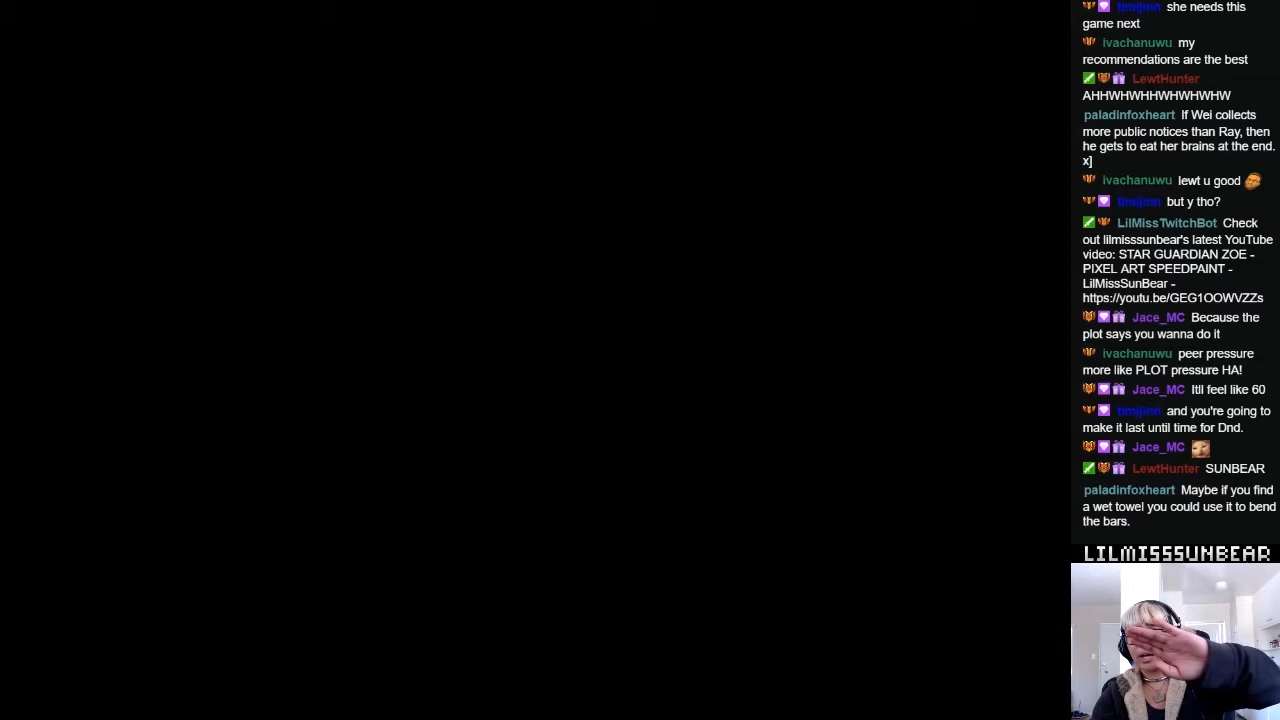 tmijinn she needs this
game next
ivachanuwu my
recommendations are the best
LewtHunter
AHHWHWHHWHWHWHW
paladinfoxheart If Wei collects
more public notices than Ray, then
he gets to eat her brains at the end.
x]
ivachanuwu lewt u good
but y tho?
LilMissTwitchBot Check
out lilmisssunbear's latest YouTube
video: STAR GUARDIAN ZOE -
PIXEL ART SPEEDPAINT -
LilMissSunBear -
https://youtu.be/GEG1OOWVZZs
Jace_MC Because the
plot says you wanna do it
ivachanuwu peer pressure
more like PLOT pressure HA!
Jace_MC Itll feel like 60
and you're going to
make it last until time for Dnd.
Jace_MC
LewtHunter SUNBEAR
paladinfoxheart Maybe if you find
a wet towel you could use it to bend
the bars.
LILMISSSUNBEAR